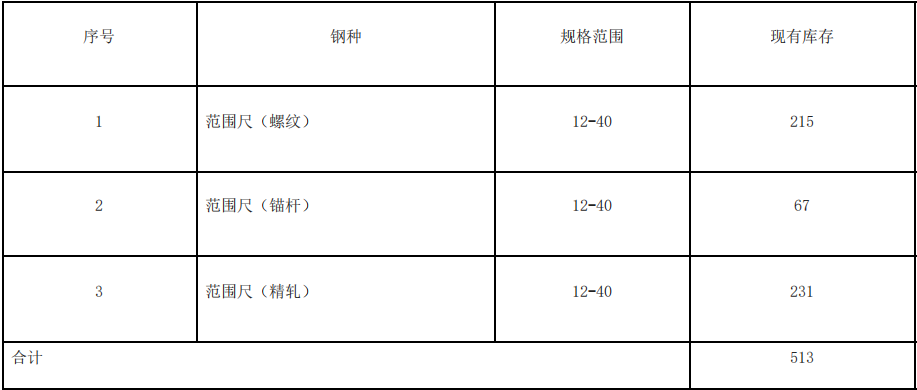 序号 钢种 规格范围 现有库存
1 范围尺（螺纹） 12-40 215
2 范围尺（锚杆） 12-40 67
3 范围尺（精轧） 12-40 231
合计 513